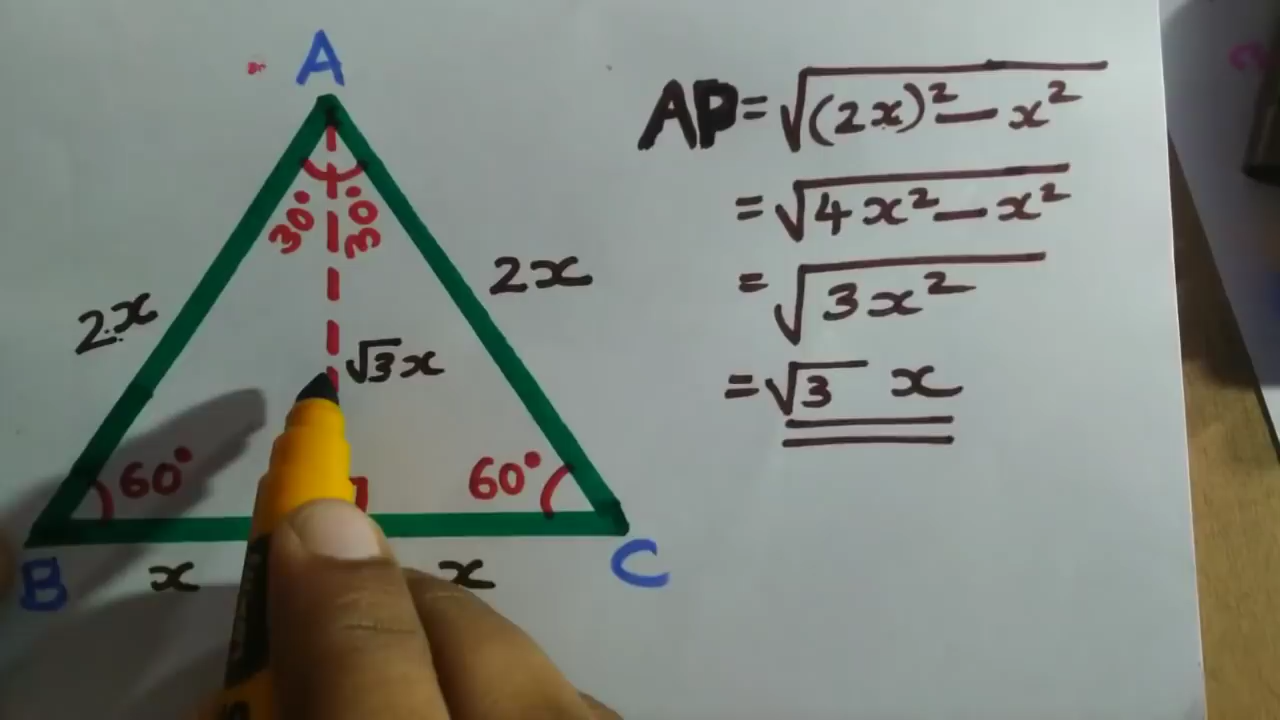 A
30° 30°
2x
2x
√3x
60°
60°
B
x
x
C
AP=√(2x)²-x²
=√4x²-x²
=√3x²
=√3 x